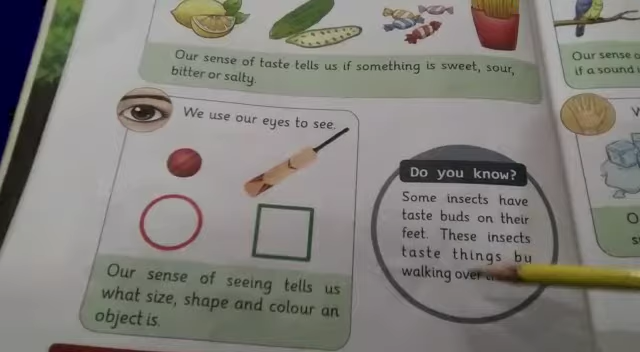 Our sense of taste tells us if something is sweet, sour,
bitter or salty.
We use our eyes to see.
Our sense of seeing tells us
what size, shape and colour an
object is.
Do you know?
Some insects have
taste buds on their
feet. These insects
taste things by
walking over
Our sense o
if a sound
V
O